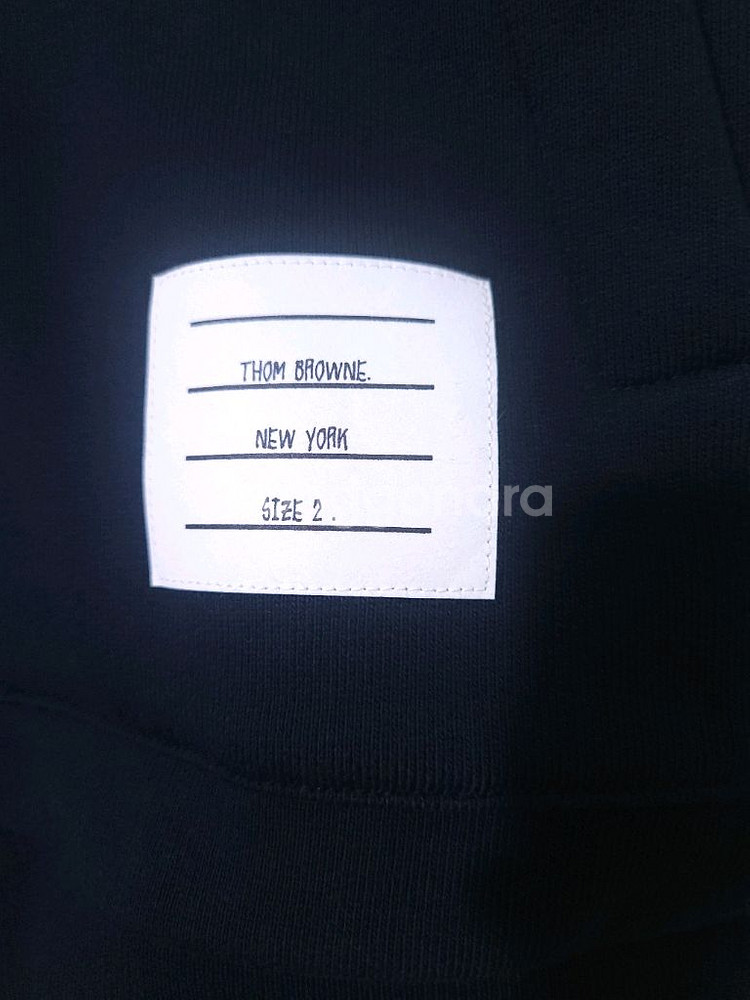 THOM BROWNE.
NEW YORK
SIZE 2 .